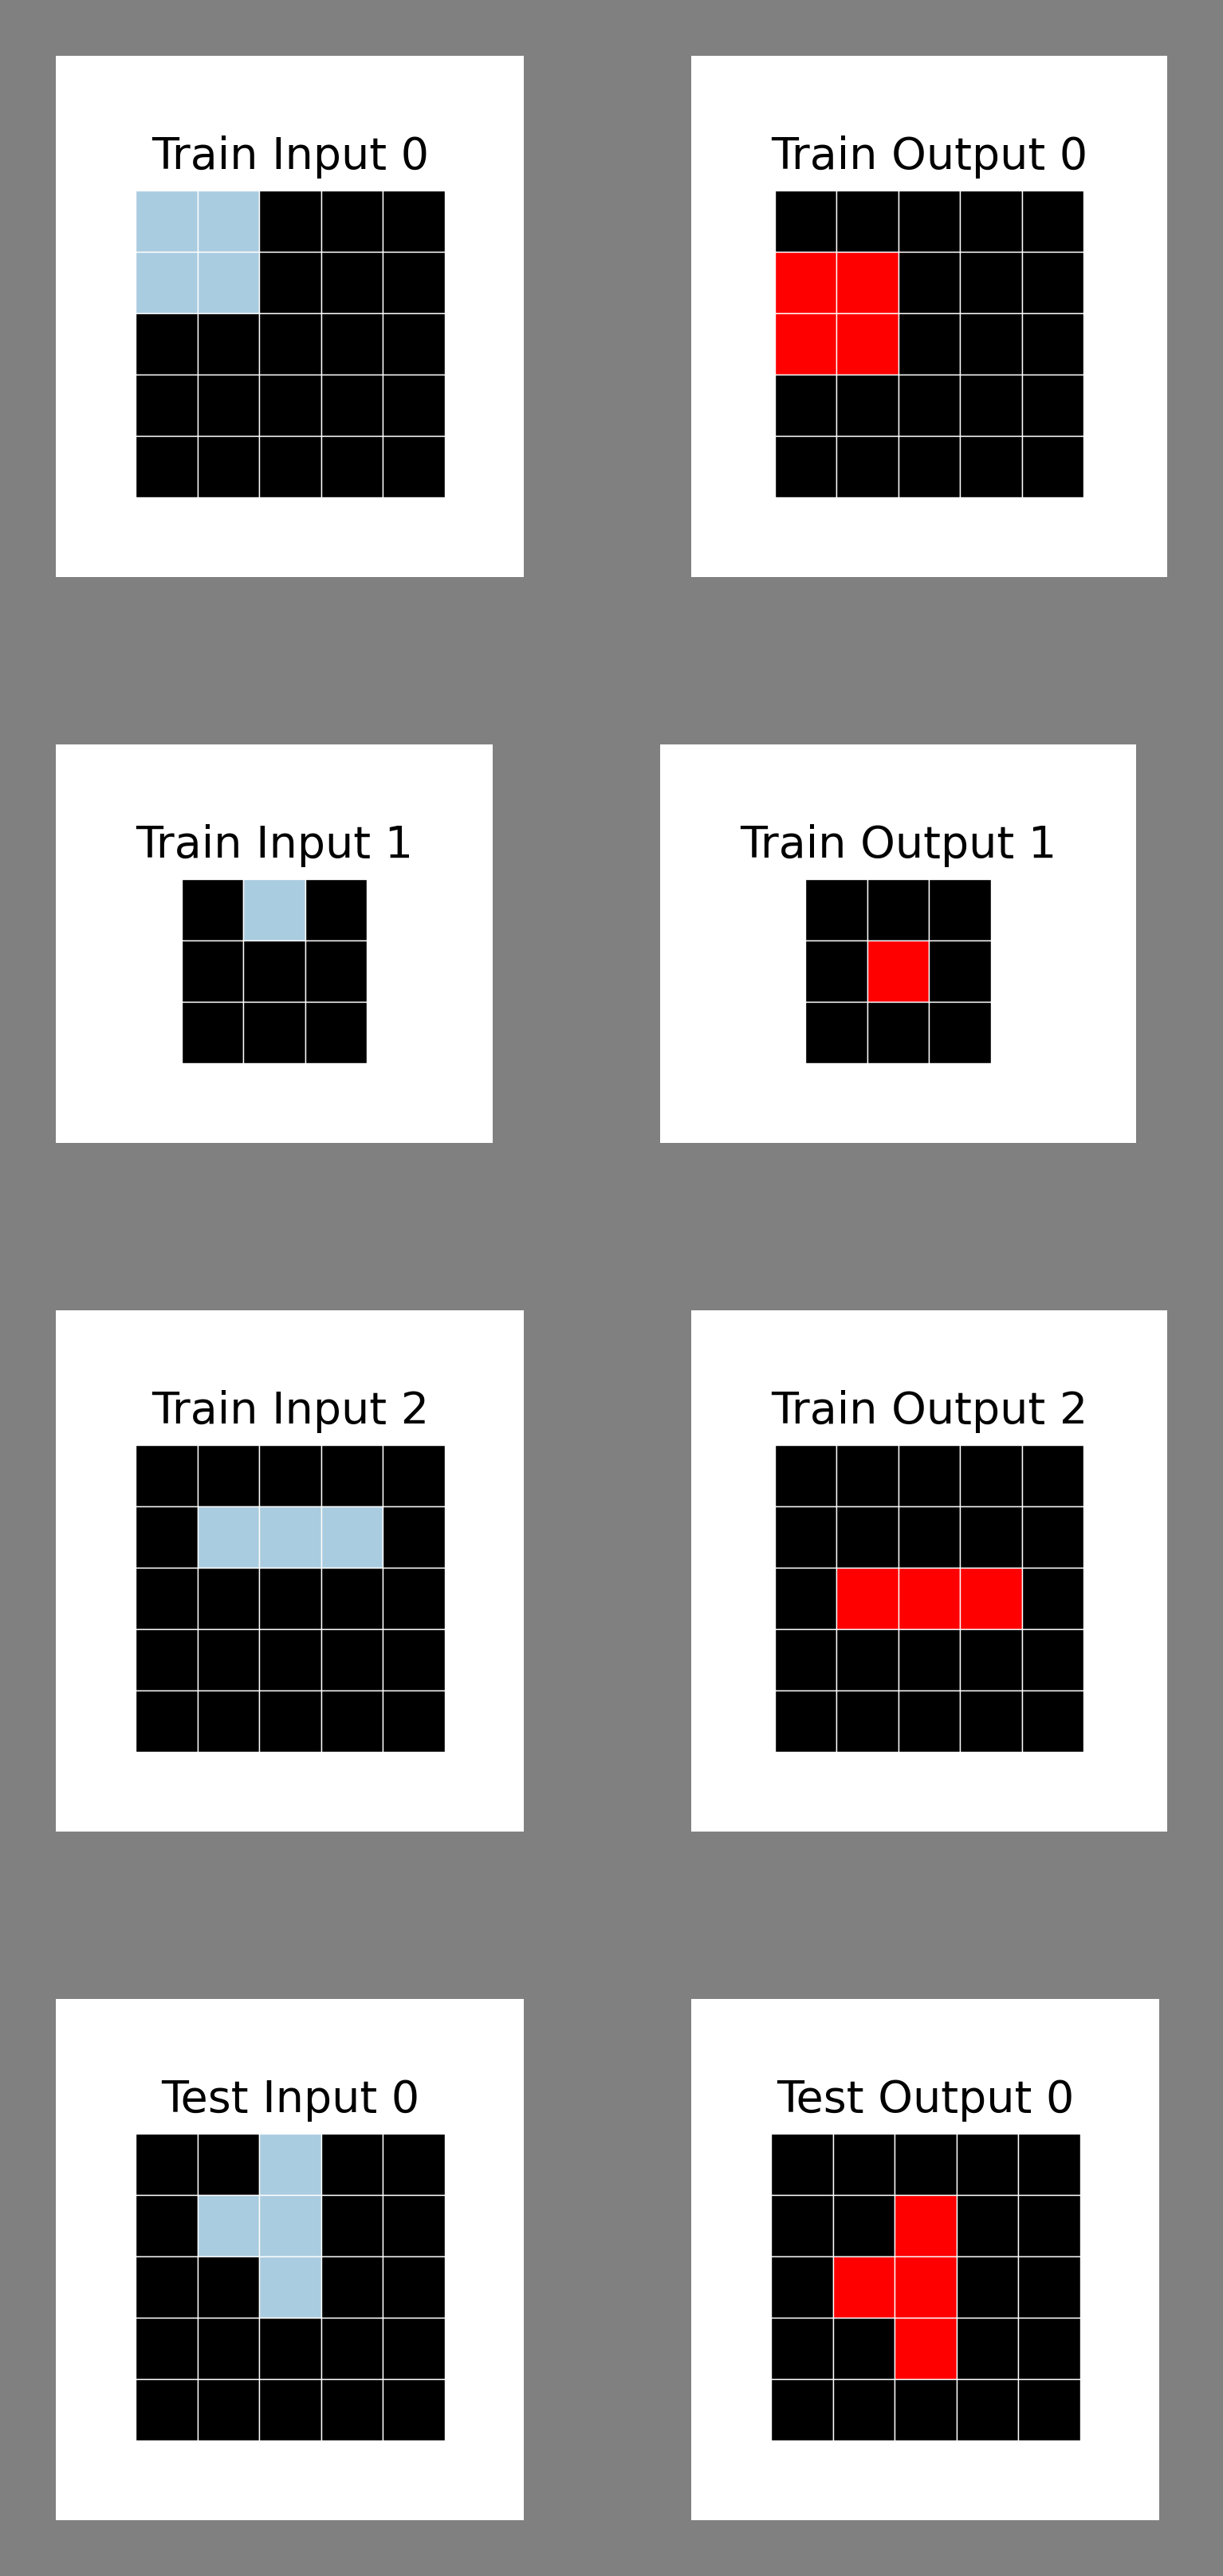 Train Input 0
Train Output 0
Train Input 1
Train Output 1
Train Input 2
Train Output 2
Test Input 0
Test Output 0